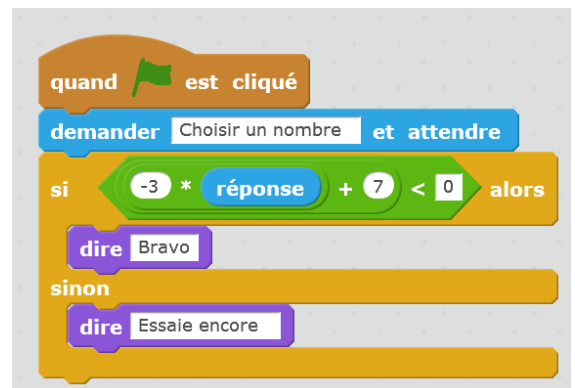 quand est cliqué
demander Choisir un nombre et attendre
si -3 * réponse + 7 < 0 alors
dire Bravo
sinon
dire Essaie encore